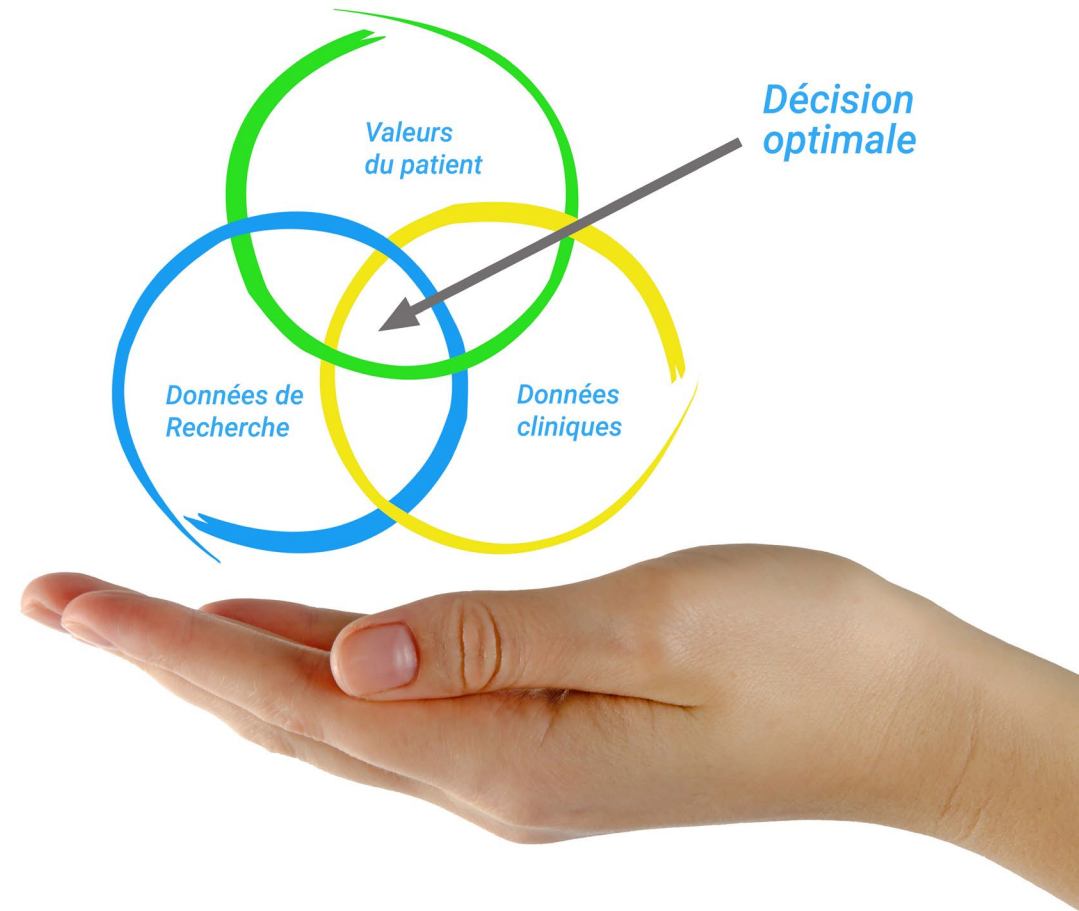 Valeurs
du patient
Décision
optimale
Données de
Recherche
Données
cliniques